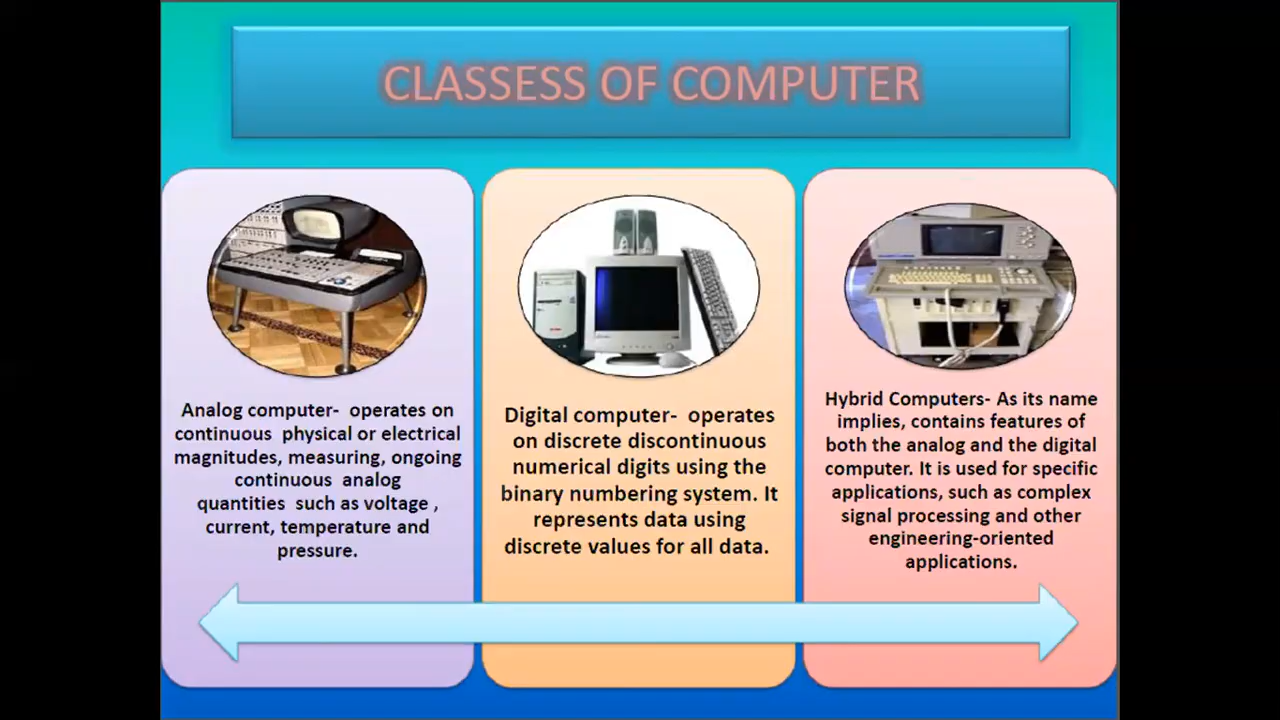 CLASSESS OF COMPUTER
Analog computer- operates on
continuous physical or electrical
magnitudes, measuring, ongoing
continuous analog
quantities such as voltage ,
current, temperature and
pressure.
Digital computer- operates
on discrete discontinuous
numerical digits using the
binary numbering system. It
represents data using
discrete values for all data.
Hybrid Computers- As its name
implies, contains features of
both the analog and the digital
computer. It is used for specific
applications, such as complex
signal processing and other
engineering-oriented
applications.